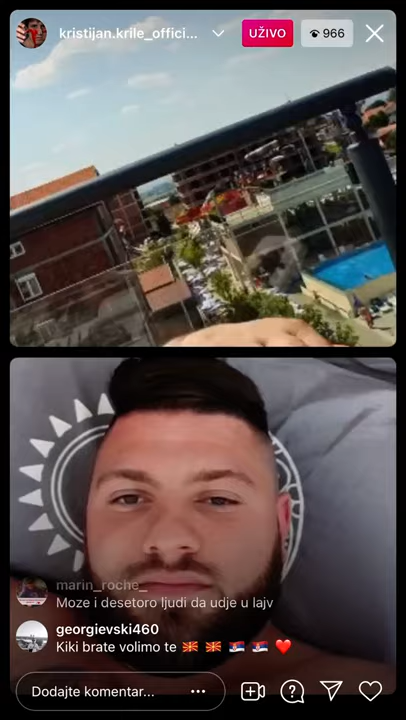 kristijan.krile_offici...
UŽIVO
966
marin_roche_
Moze i desetoro ljudi da udje u lajv
georgievski460
Kiki brate volimo te 🇲🇰 🇲🇰 🇷🇸 🇷🇸 ❤️
Dodajte komentar...